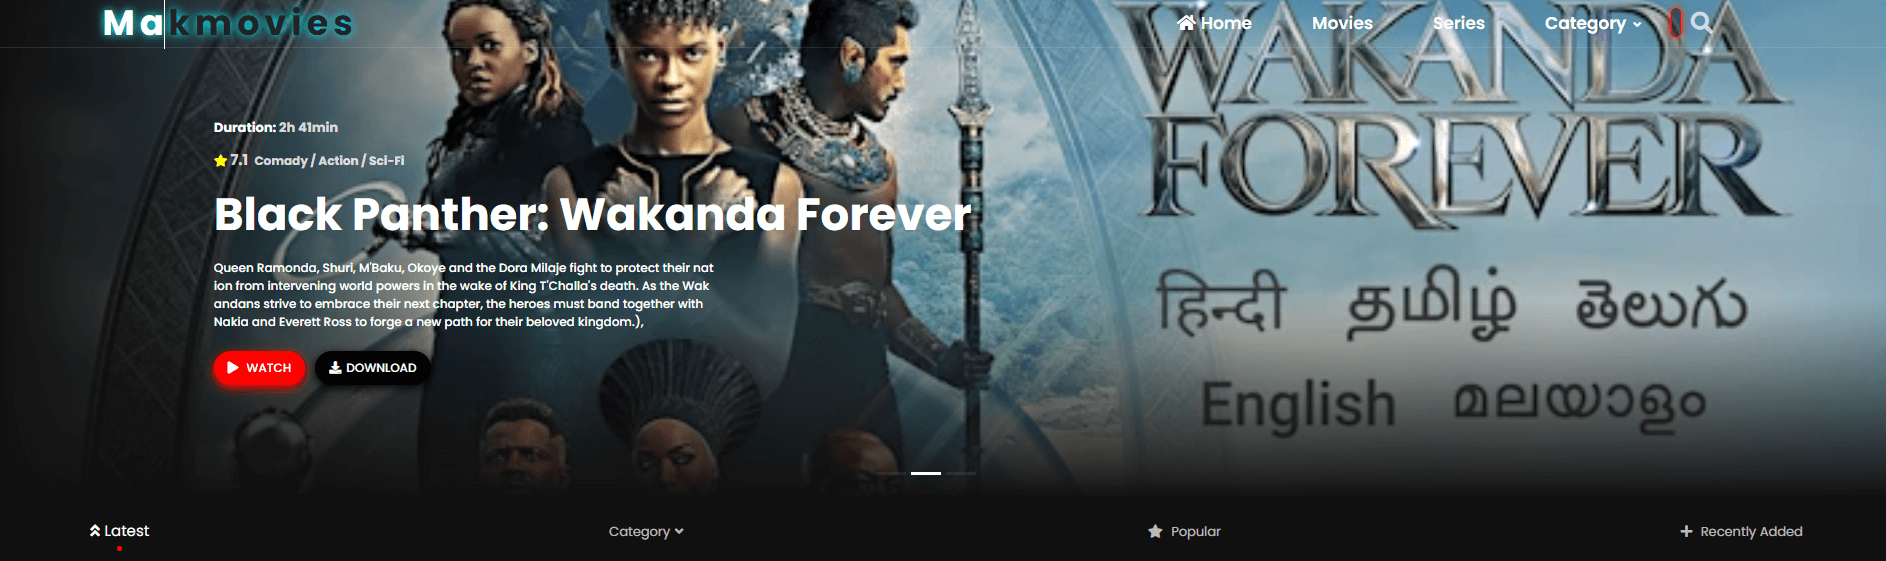 Makmovies
Home Movies Series Category
WAKANDA
FOREVER
Duration: 2h 41min
7.1 Comady / Action / Sci-Fi
Black Panther: Wakanda Forever
Queen Ramonda, Shuri, M'Baku, Okoye and the Dora Milaje fight to protect their nat
ion from intervening world powers in the wake of King T'Challa's death. As the Wak
andans strive to embrace their next chapter, the heroes must band together with
Nakia and Everett Ross to forge a new path for their beloved kingdom.),
WATCH DOWNLOAD
हिन्दी தமிழ் తెలుగు
English മലയാളം
Latest Category Popular Recently Added